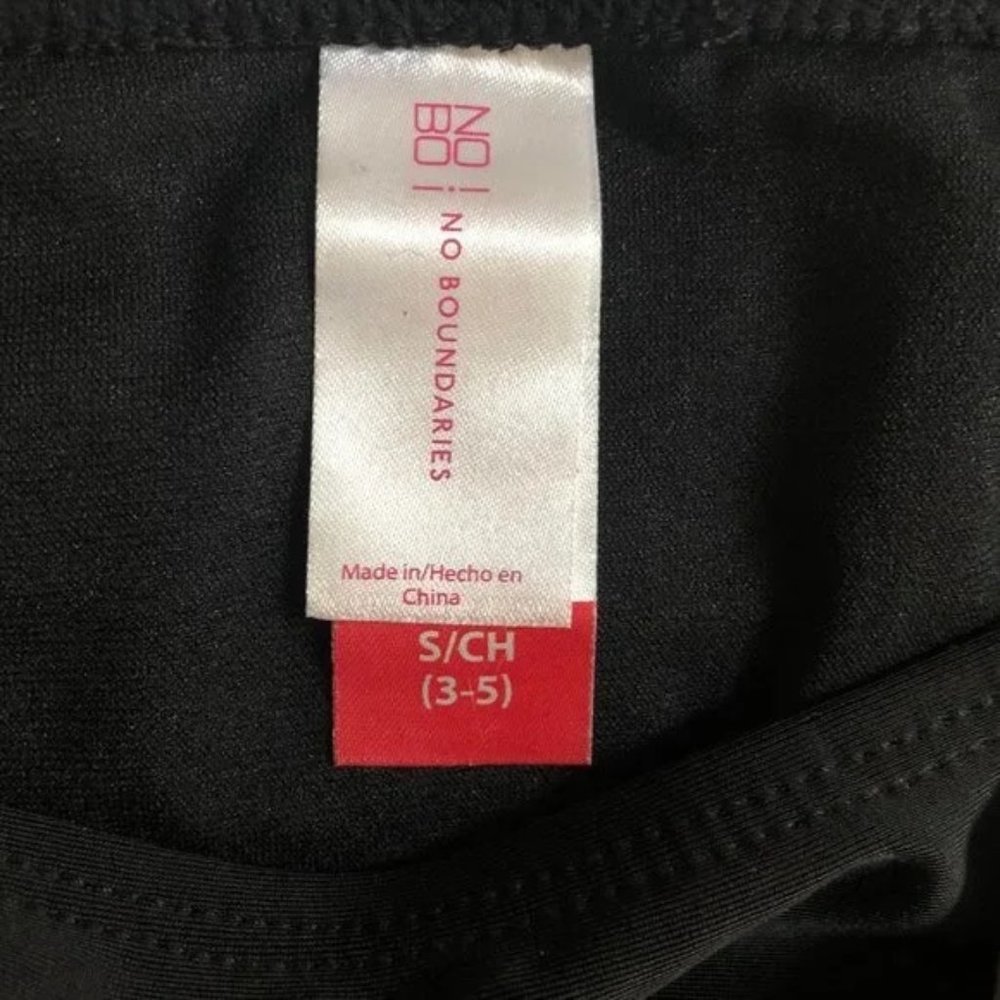 NO
BO
NO BOUNDARIES
Made in/Hecho en
China
S/CH
(3-5)